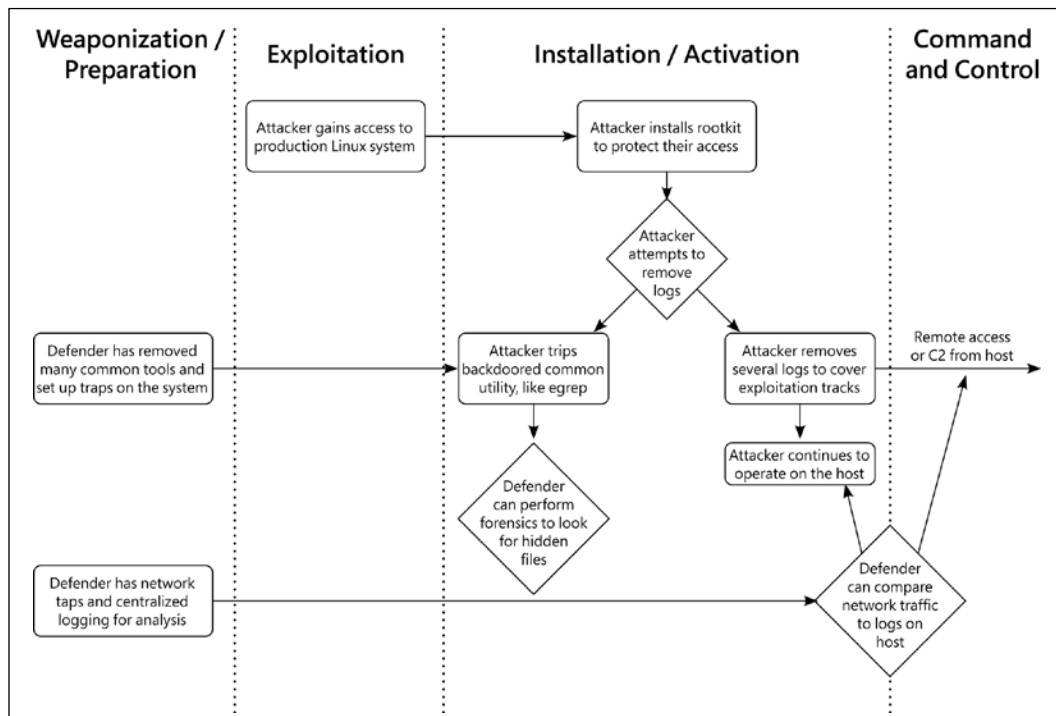 Weaponization /
Preparation
Exploitation
Installation / Activation
Command
and Control
Attacker gains access to
production Linux system
Attacker installs rootkit
to protect their access
Attacker
attempts to
remove
logs
Defender has removed
many common tools and
set up traps on the system
Attacker trips
backdoored common
utility, like egrep
Attacker removes
several logs to cover
exploitation tracks
Remote access
or C2 from host
Attacker continues to
operate on the host
Defender
can perform
forensics to look
for hidden
files
Defender has network
taps and centralized
logging for analysis
Defender
can compare
network traffic
to logs on
host